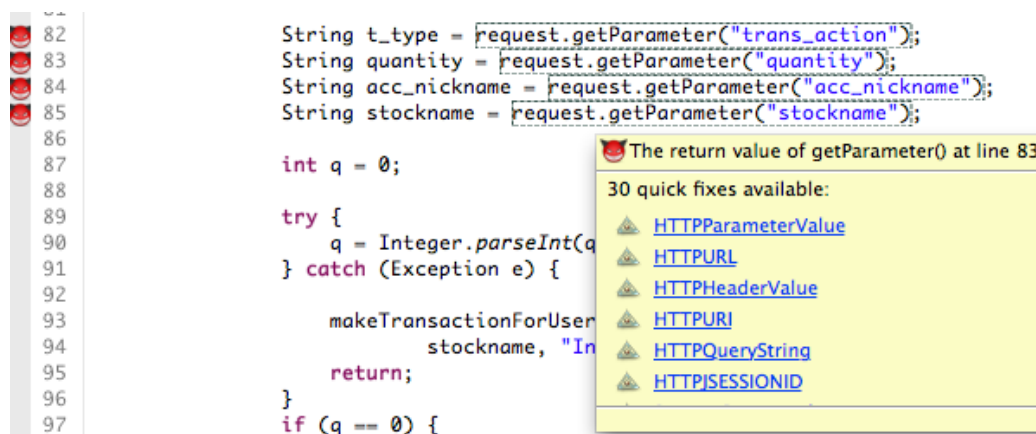 82 String t_type = request.getParameter("trans_action");
83 String quantity = request.getParameter("quantity");
84 String acc_nickname = request.getParameter("acc_nickname");
85 String stockname = request.getParameter("stockname");
86
87 int q = 0;
88
89 try {
90 q = Integer.parseInt(q
91 } catch (Exception e) {
92
93 makeTransactionForUser
94 stockname, "In
95 return;
96 }
97 if (q == 0) {
The return value of getParameter() at line 83
30 quick fixes available:
HTTPParameterValue
HTTPURL
HTTPHeaderValue
HTTPURI
HTTPQueryString
HTTPJSESSIONID